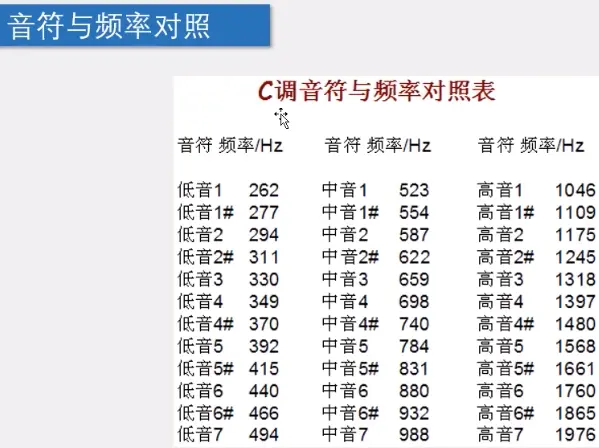 音符与频率对照
C调音符与频率对照表
音符 频率/Hz 音符 频率/Hz 音符 频率/Hz
低音1 262 中音1 523 高音1 1046
低音1# 277 中音1# 554 高音1# 1109
低音2 294 中音2 587 高音2 1175
低音2# 311 中音2# 622 高音2# 1245
低音3 330 中音3 659 高音3 1318
低音4 349 中音4 698 高音4 1397
低音4# 370 中音4# 740 高音4# 1480
低音5 392 中音5 784 高音5 1568
低音5# 415 中音5# 831 高音5# 1661
低音6 440 中音6 880 高音6 1760
低音6# 466 中音6# 932 高音6# 1865
低音7 494 中音7 988 高音7 1976